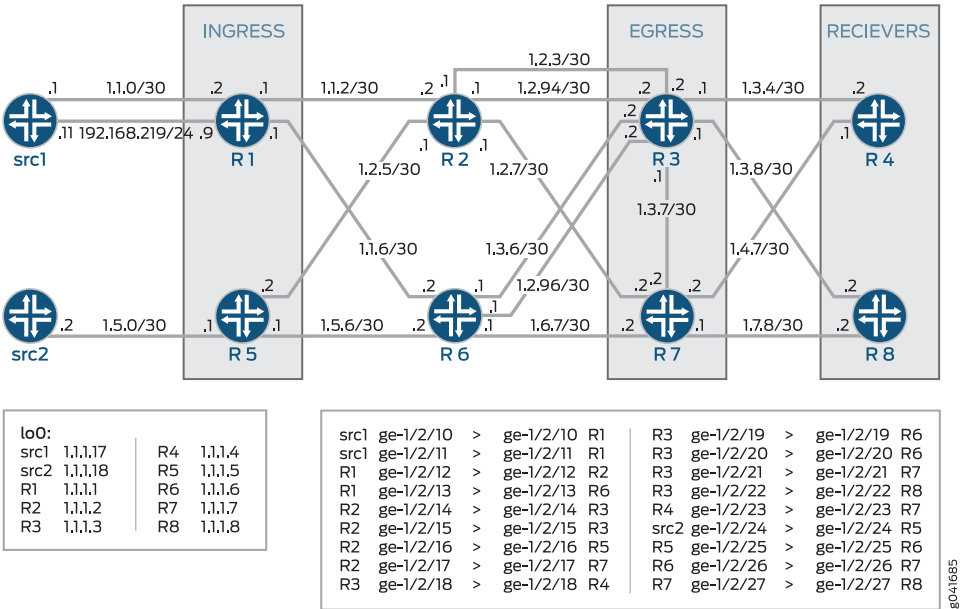 INGRESS
EGRESS
RECIEVERS
1.2.3/30
.1 1.1.0/30 .2 .1 1.1.2/30 .2 .1 .1 1.2.94/30 .2 .2 .1 1.3.4/30 .2
.11 192.168.219/24 .9 .1 .1 .1 .2 .2 .1 .1
src1
R 1
R 2
R 3
R 4
1.2.5/30
1.2.7/30
.1
1.3.8/30
1.3.7/30
1.1.6/30
1.3.6/30
1.4.7/30
1.2.96/30
.2 .2 .1 .1 .2 .2 .2 .2
.2 1.5.0/30 .1 .1 1.5.6/30 .2 .1 1.6.7/30 .2 .1 1.7.8/30 .2
src2
R 5
R 6
R 7
R 8
lo0:
src1 1.1.1.17
src2 1.1.1.18
R1 1.1.1.1
R2 1.1.1.2
R3 1.1.1.3
R4 1.1.1.4
R5 1.1.1.5
R6 1.1.1.6
R7 1.1.1.7
R8 1.1.1.8
src1 ge-1/2/10 > ge-1/2/10 R1
src1 ge-1/2/11 > ge-1/2/11 R1
R1 ge-1/2/12 > ge-1/2/12 R2
R1 ge-1/2/13 > ge-1/2/13 R6
R2 ge-1/2/14 > ge-1/2/14 R3
R2 ge-1/2/15 > ge-1/2/15 R3
R2 ge-1/2/16 > ge-1/2/16 R5
R2 ge-1/2/17 > ge-1/2/17 R7
R3 ge-1/2/18 > ge-1/2/18 R4
R3 ge-1/2/19 > ge-1/2/19 R6
R3 ge-1/2/20 > ge-1/2/20 R6
R3 ge-1/2/21 > ge-1/2/21 R7
R3 ge-1/2/22 > ge-1/2/22 R8
R4 ge-1/2/23 > ge-1/2/23 R7
src2 ge-1/2/24 > ge-1/2/24 R5
R5 ge-1/2/25 > ge-1/2/25 R6
R6 ge-1/2/26 > ge-1/2/26 R7
R7 ge-1/2/27 > ge-1/2/27 R8
g041685